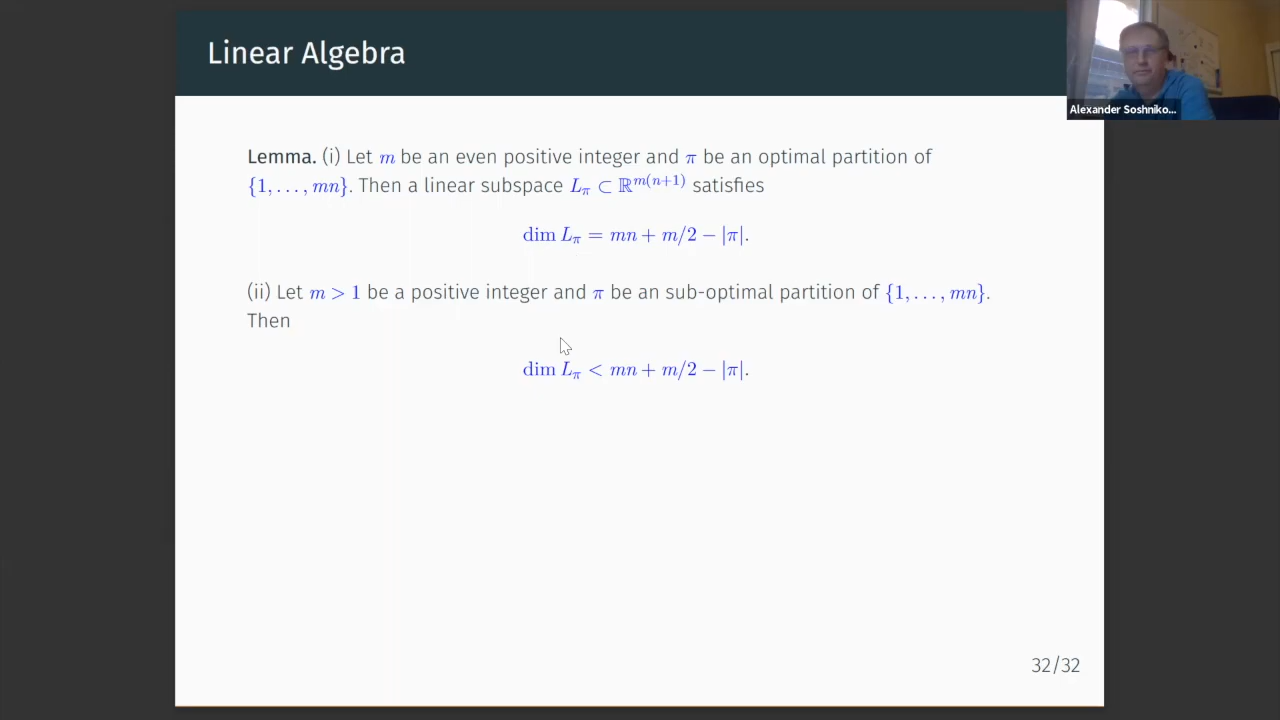 Linear Algebra
Alexander Soshniko...
Lemma. (i) Let m be an even positive integer and π be an optimal partition of
{1, . . . , mn}. Then a linear subspace L_π ⊂ ℝ^{m(n+1)} satisfies
dim L_π = mn + m/2 − |π|.
(ii) Let m > 1 be a positive integer and π be an sub-optimal partition of {1, . . . , mn}.
Then
dim L_π < mn + m/2 − |π|.
32/32